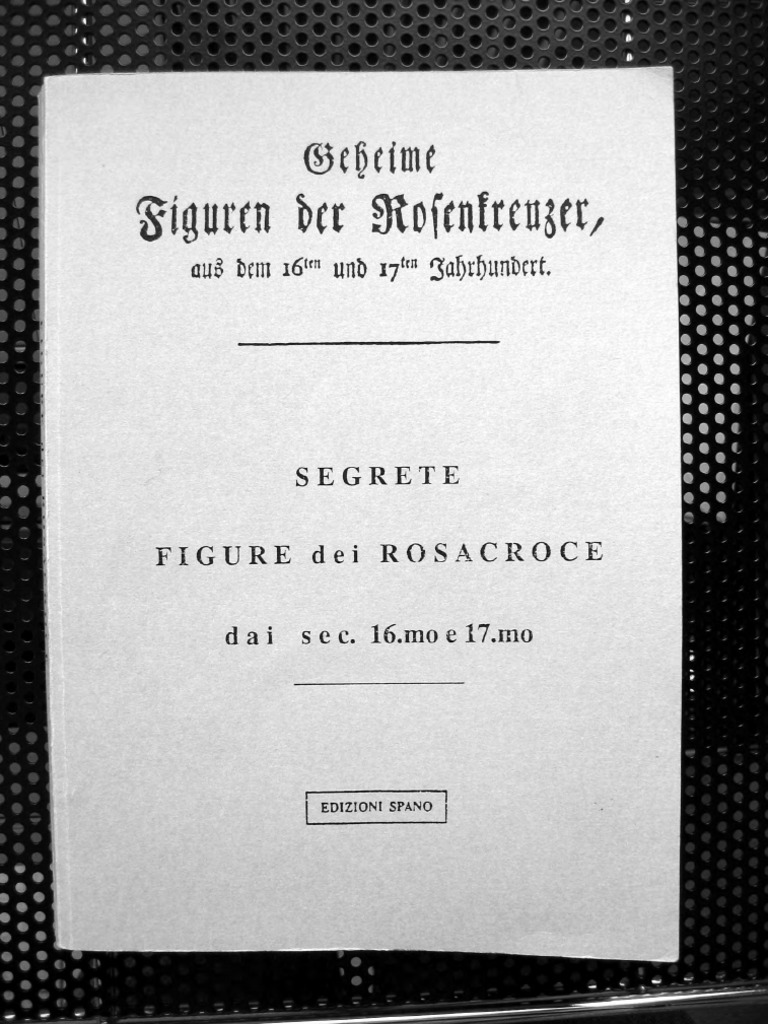 Geheime
Figuren der Roſenkreuzer,
aus dem 16ten und 17ten Jahrhundert.
SEGRETE
FIGURE dei ROSACROCE
dai sec. 16.mo e 17.mo
EDIZIONI SPANO